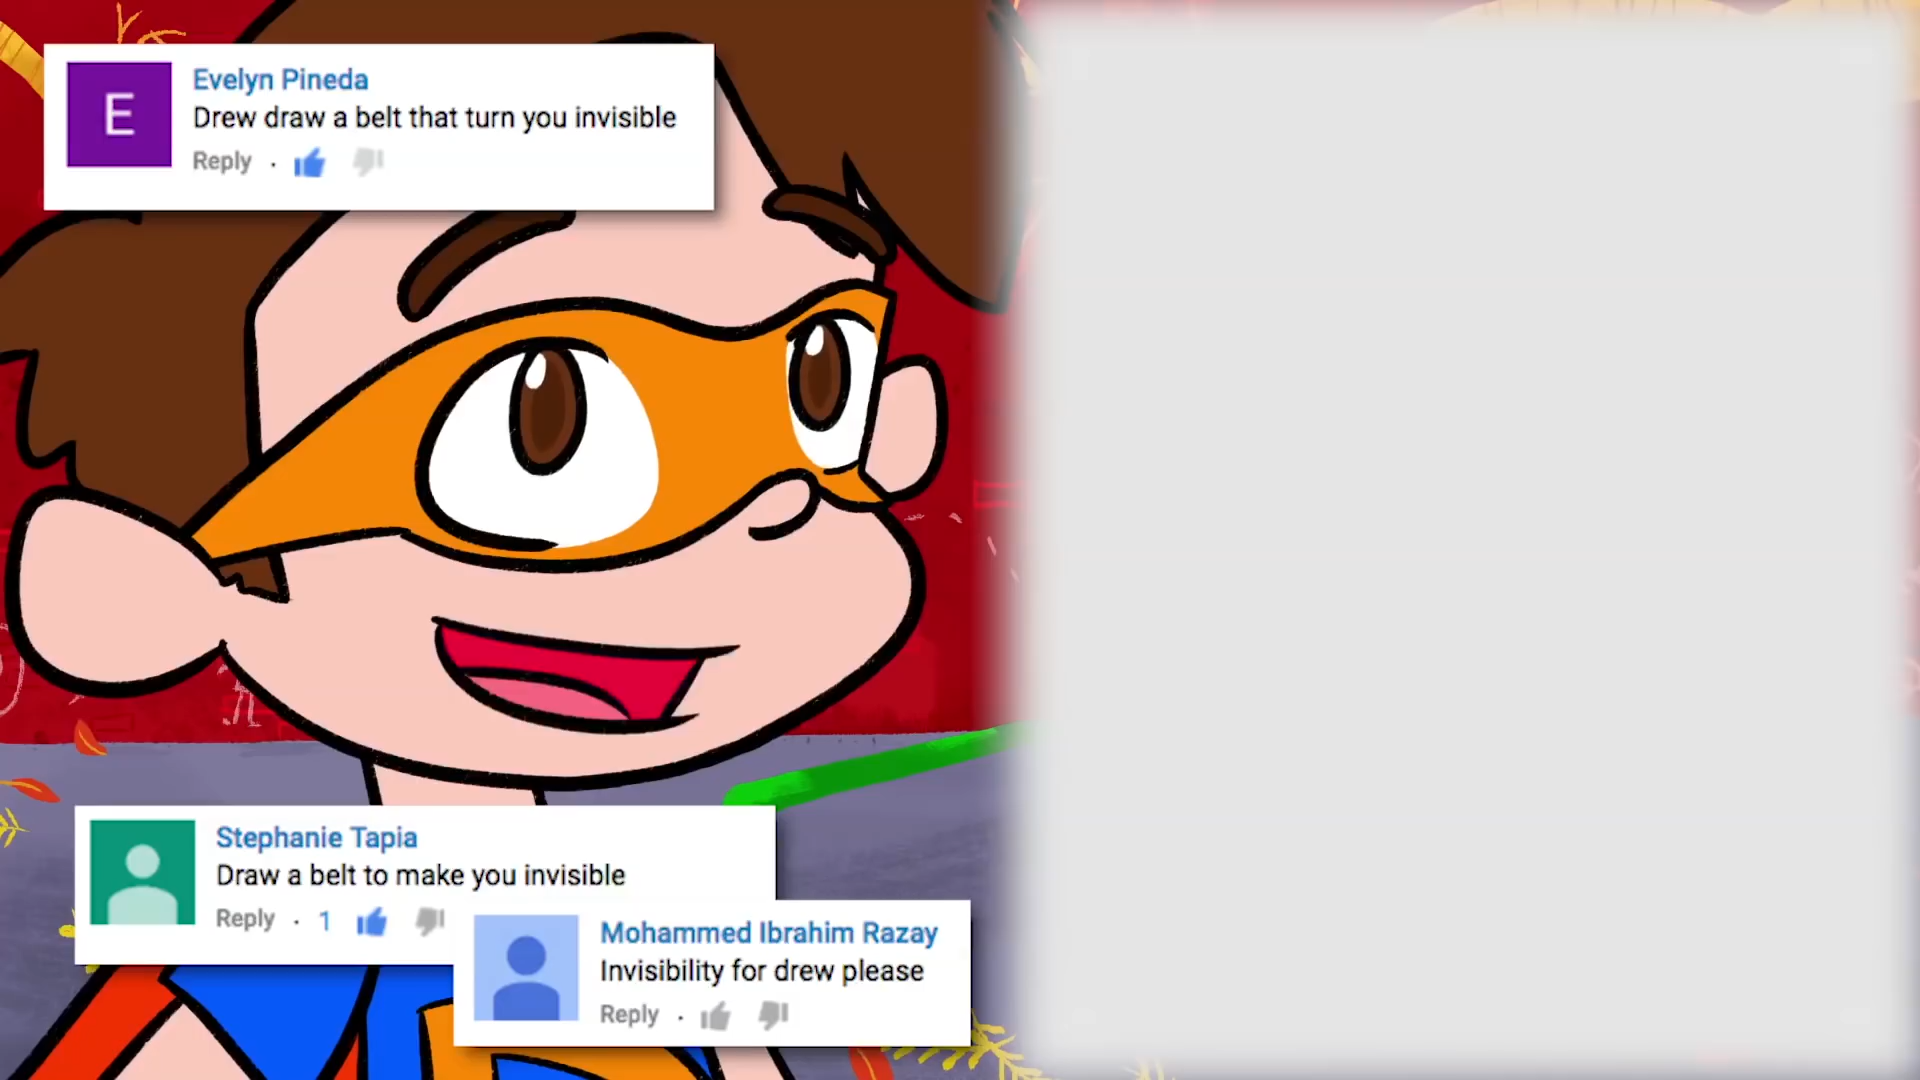 E
Evelyn Pineda
Drew draw a belt that turn you invisible
Reply ·
Stephanie Tapia
Draw a belt to make you invisible
Reply · 1
Mohammed Ibrahim Razay
Invisibility for drew please
Reply ·